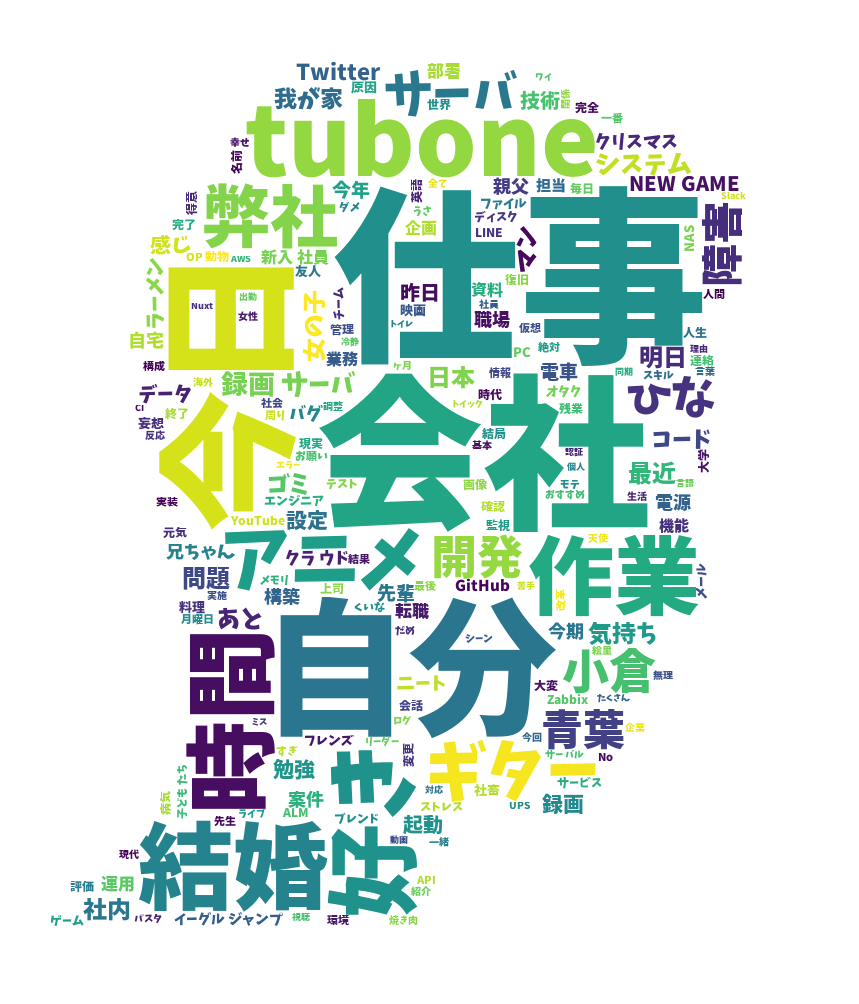 Twitter
部署
ワイ
原因
我が家
サーバ
世界
技術
完全
一番
tubone
クリスマス
幸せ
名前
システム
NEW GAME
弊社
今年
英語
全て
親父
担当
毎日
Slack
得意
ダメ
うさ
ファイル
完了
企画
ディスク
LINE
マン
NAS
障害
感じ
OP
動物
AWS
新入
社員
友人
仕事
今日
ラーメン
昨日
資料
復旧
人間
Nuxt
出勤
女性
女の子
チーム
映画
社員
職場
仮想
管理
トイレ
人生
自宅
冷静
業務
PC
絶対
明日
理由
連絡
構成
ヶ月
日本
情報
電車
同期
スキル
言葉
データ
海外
録画
サーバ
時代
オタク
ひな
CI
終了
社会
周り
バグ
調整
トイック
残業
妄想
反応
現実
結局
基本
コード
お願い
会社
認証
大学
エラー
ゴミ
テスト
画像
個人
最近
言語
実装
エンジニア
確認
モテ
おすすめ
生活
電源
YouTube
設定
監視
機能
元気
兄ちゃん
アニメ
クラウド
結果
開発
天使
作業
問題
メモリ
上司
先輩
最後
GitHub
苦手
メール
実施
構築
料理
月曜日
あと
くいな
転職
シーン
今期
気持ち
だめ
絵里
時間
自分
小倉
無理
ニート
大変
Zabbix
たくさん
会話
ミス
ログ
青葉
企業
今回
フレンズ
リーダー
すぎ
変更
ギター
サーバル
No
勉強
サービス
子どもたち
病気
好き
対応
社畜
案件
ALM
ストレス
UPS
録画
先生
ライブ
ブレンド
起動
現代
結婚
動画
一緒
評価
運用
API
紹介
社内
ゲーム
パスタ
イーグル
ジャンプ
視聴
環境
焼き肉